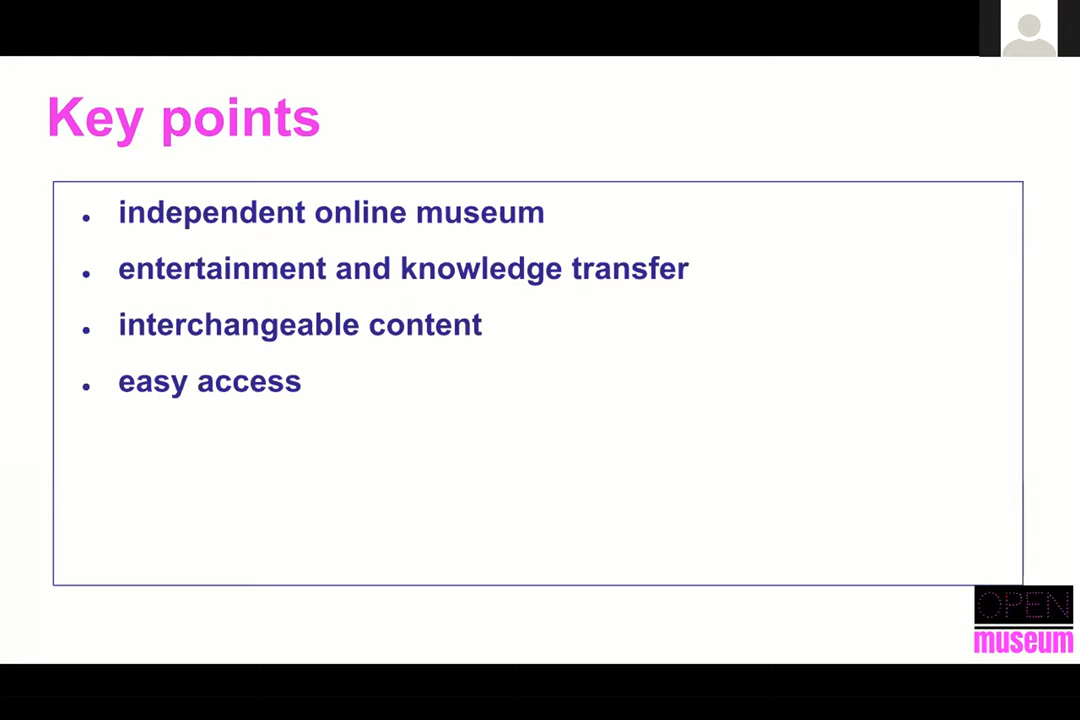 Key points
independent online museum
entertainment and knowledge transfer
interchangeable content
easy access
OPEN
museum